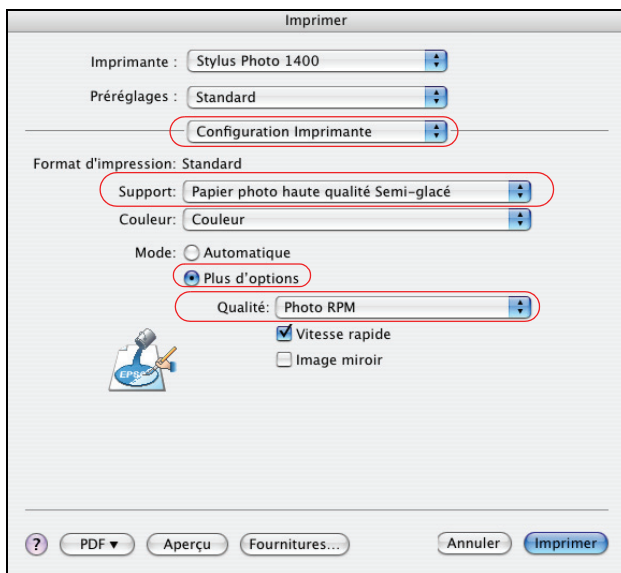 Imprimer
Imprimante : Stylus Photo 1400
Préréglages : Standard
Configuration Imprimante
Format d'impression: Standard
Support: Papier photo haute qualité Semi-glacé
Couleur: Couleur
Mode: Automatique
Plus d'options
Qualité: Photo RPM
Vitesse rapide
Image miroir
EPSO
? PDF Aperçu Fournitures... Annuler Imprimer